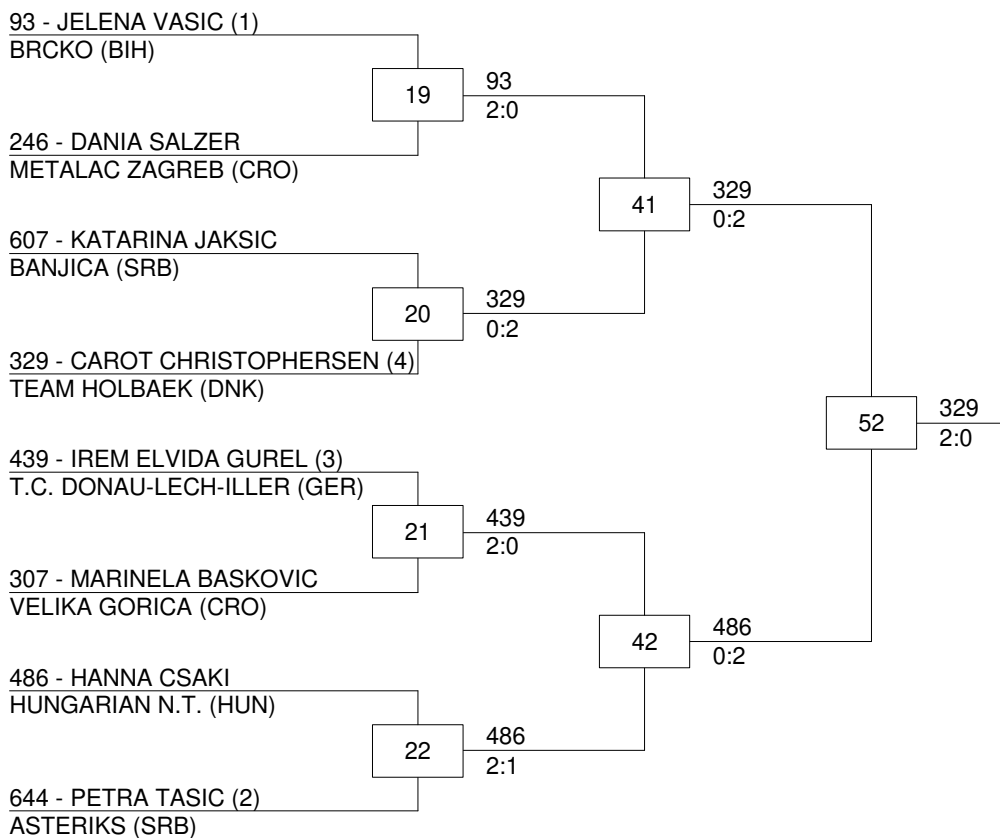 93 - JELENA VASIC (1)
BRCKO (BIH)
19
93
2:0
246 - DANIA SALZER
METALAC ZAGREB (CRO)
41
329
0:2
607 - KATARINA JAKSIC
BANJICA (SRB)
20
329
0:2
329 - CAROT CHRISTOPHERSEN (4)
TEAM HOLBAEK (DNK)
52
329
2:0
439 - IREM ELVIDA GUREL (3)
T.C. DONAU-LECH-ILLER (GER)
21
439
2:0
307 - MARINELA BASKOVIC
VELIKA GORICA (CRO)
42
486
0:2
486 - HANNA CSAKI
HUNGARIAN N.T. (HUN)
22
486
2:1
644 - PETRA TASIC (2)
ASTERIKS (SRB)